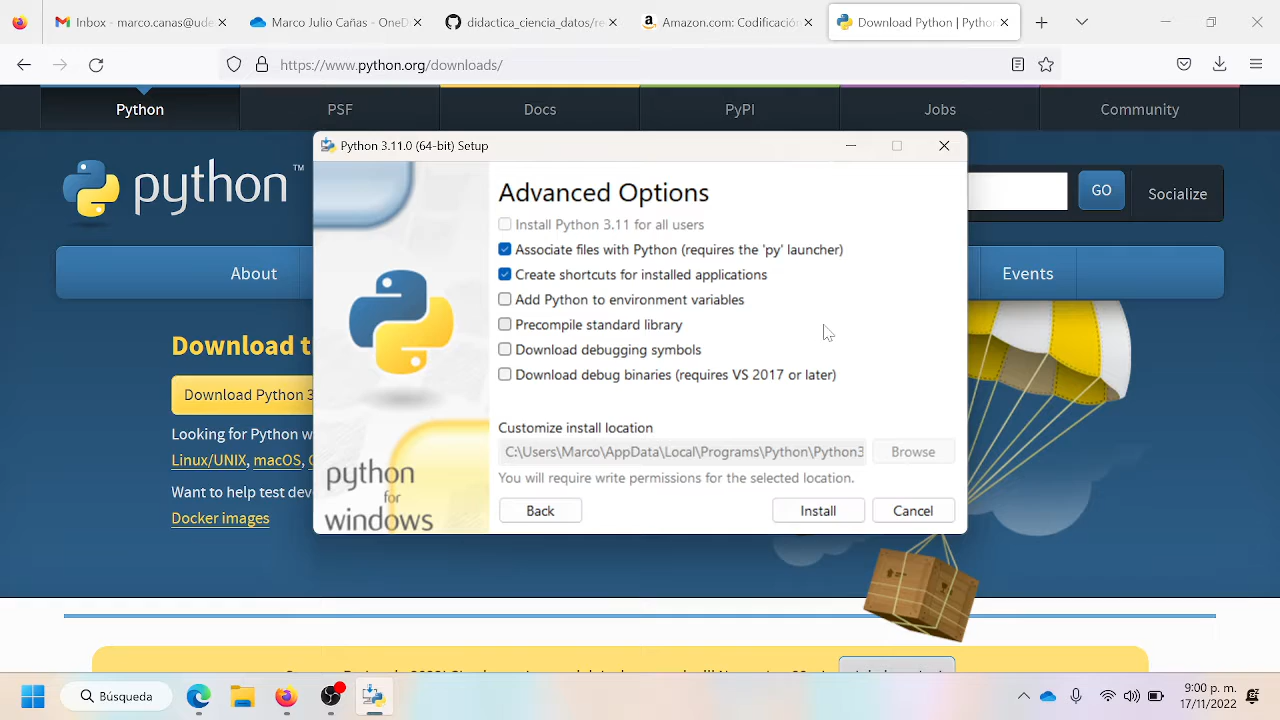 Inbox - marco.canas@ude
Marco Julio Cañas - OneD
didactica_ciencia_datos/re
Amazon.com: Codificación
Download Python | Python
https://www.python.org/downloads/
Python
PSF
Docs
PyPI
Jobs
Community
python™
GO
Socialize
About
Events
Download t
Download Python 3
Looking for Python w
Linux/UNIX, macOS,
Want to help test dev
Docker images
Python 3.11.0 (64-bit) Setup
Advanced Options
Install Python 3.11 for all users
Associate files with Python (requires the 'py' launcher)
Create shortcuts for installed applications
Add Python to environment variables
Precompile standard library
Download debugging symbols
Download debug binaries (requires VS 2017 or later)
Customize install location
C:\Users\Marco\AppData\Local\Programs\Python\Python3
Browse
You will require write permissions for the selected location.
Back
Install
Cancel
python
for
windows
Búsqueda
9:00 p. m.
17/11/2022